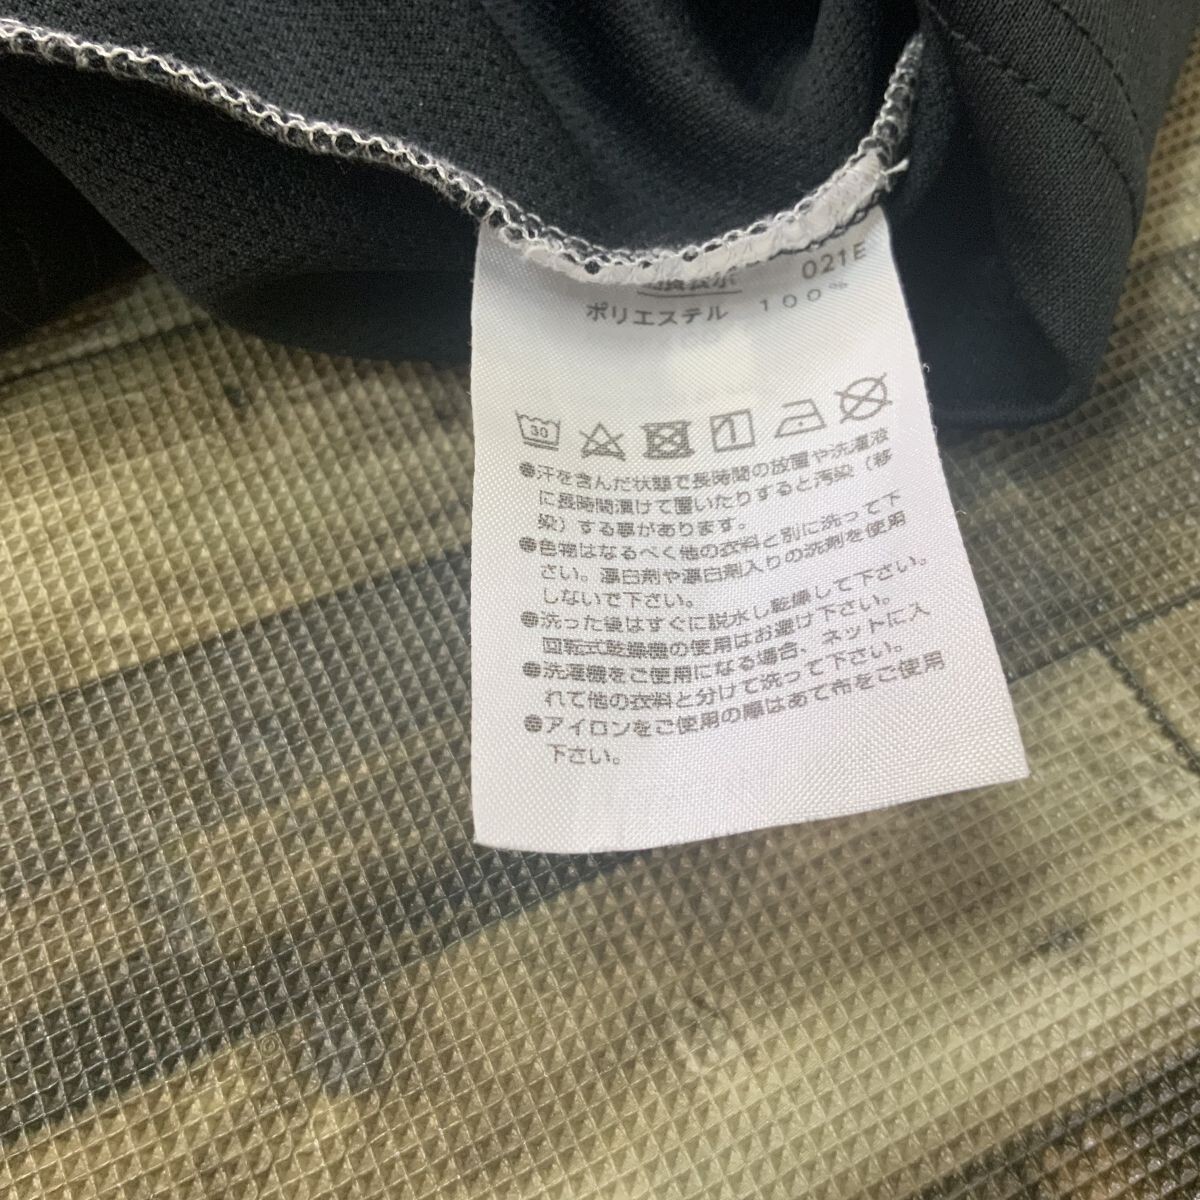 021E
ポリエステル 100%
30
●汗を含んだ状態で長時間の放置や洗濯液
に長時間漬けて置いたりすると汚染(移
染)する事があります。
●色物はなるべく他の衣料と別に洗って下
さい。漂白剤や漂白剤入りの洗剤を使用
しないで下さい。
●洗った後はすぐに脱水し乾燥して下さい。
回転式乾燥機の使用はお避け下さい。
●洗濯機をご使用になる場合、ネットに入
れて他の衣料と分けて洗って下さい。
●アイロンをご使用の際はあて布をご使用
下さい。